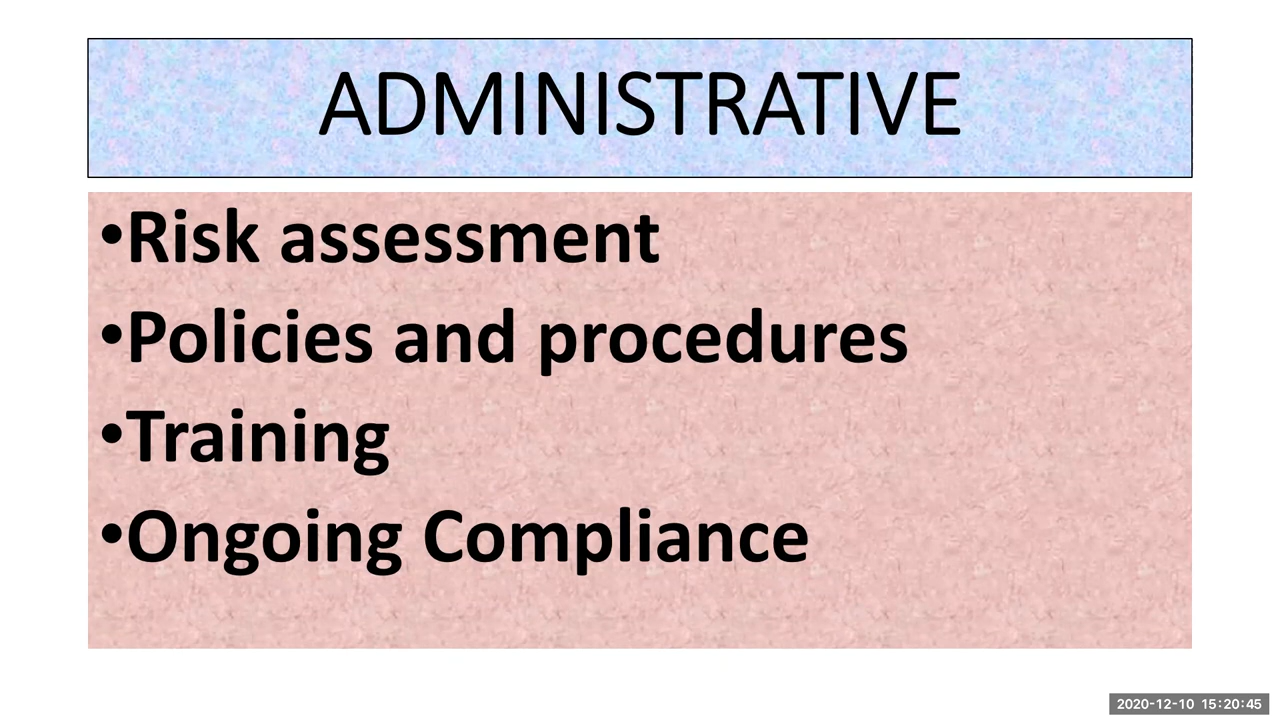 ADMINISTRATIVE
•Risk assessment
•Policies and procedures
•Training
•Ongoing Compliance
2020-12-10 15:20:45